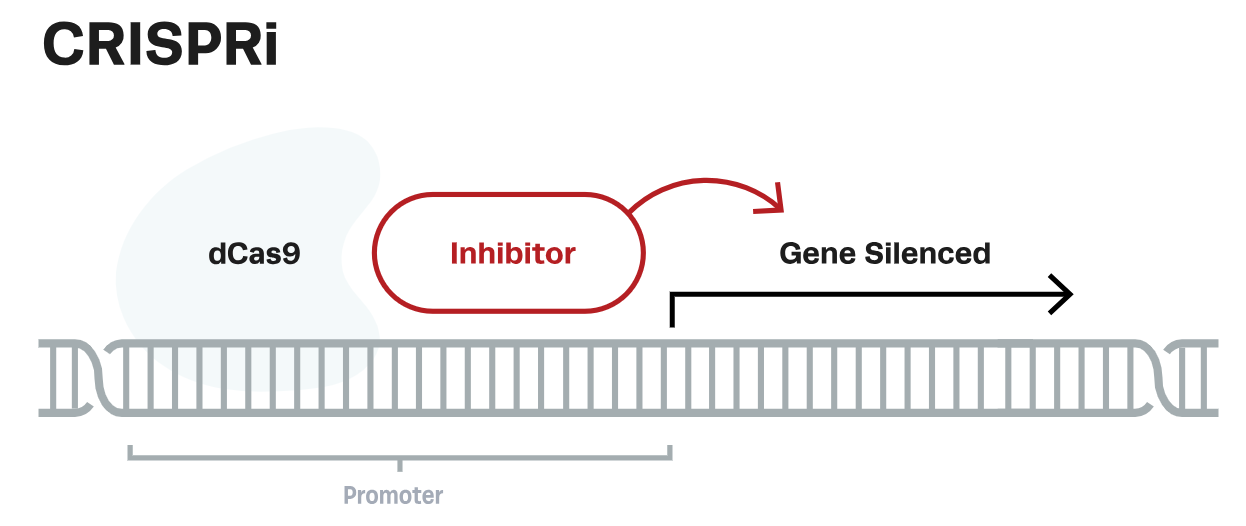 CRISPRi
dCas9
Inhibitor
Gene Silenced
Promoter